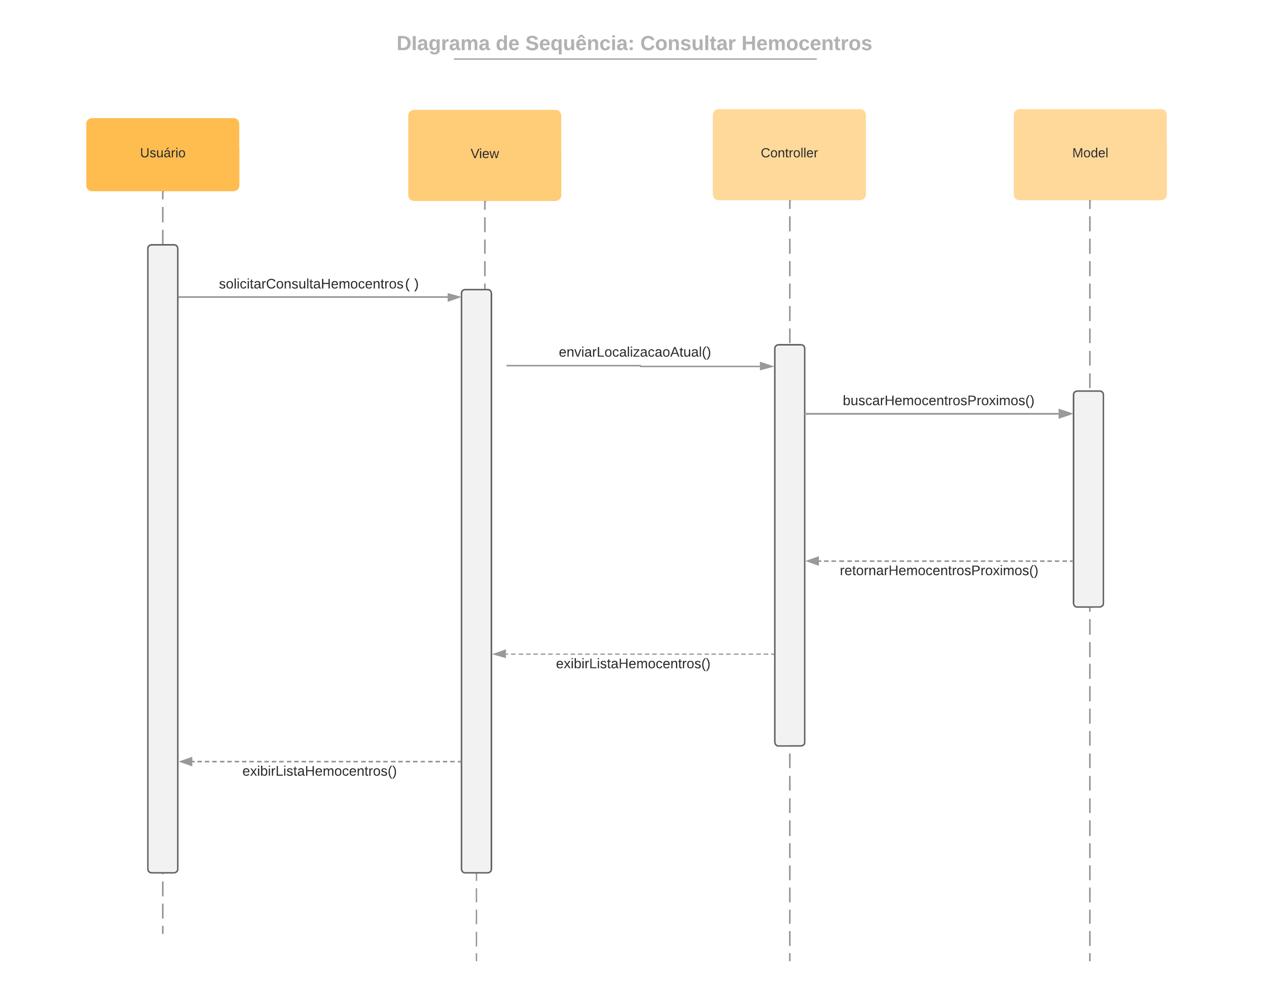 DIagrama de Sequência: Consultar Hemocentros
Usuário
View
Controller
Model
solicitarConsultaHemocentros( )
enviarLocalizacaoAtual()
buscarHemocentrosProximos()
retornarHemocentrosProximos()
exibirListaHemocentros()
exibirListaHemocentros()